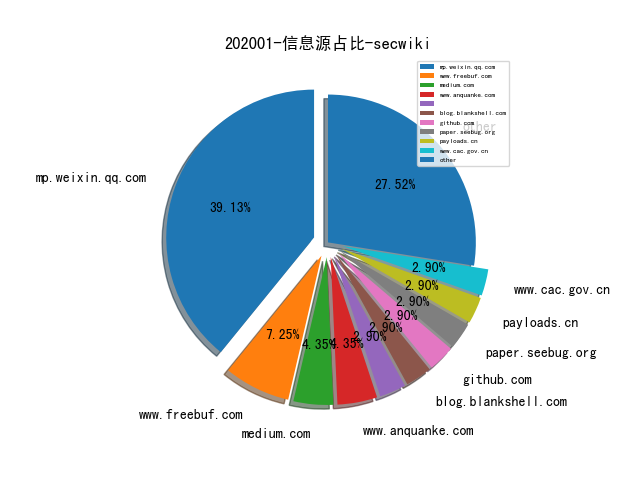 202001-信息源占比-secwiki
mp.weixin.qq.com
www.freebuf.com
medium.com
www.anquanke.com
blog.blankshell.com
github.com
paper.seebug.org
payloads.cn
www.cac.gov.cn
other
other
27.52%
mp.weixin.qq.com
39.13%
2.90%
2.90%
2.90%
2.90%
2.90%
2.90%
7.25%
4.35%
4.35%
www.cac.gov.cn
payloads.cn
paper.seebug.org
github.com
blog.blankshell.com
www.freebuf.com
www.anquanke.com
medium.com